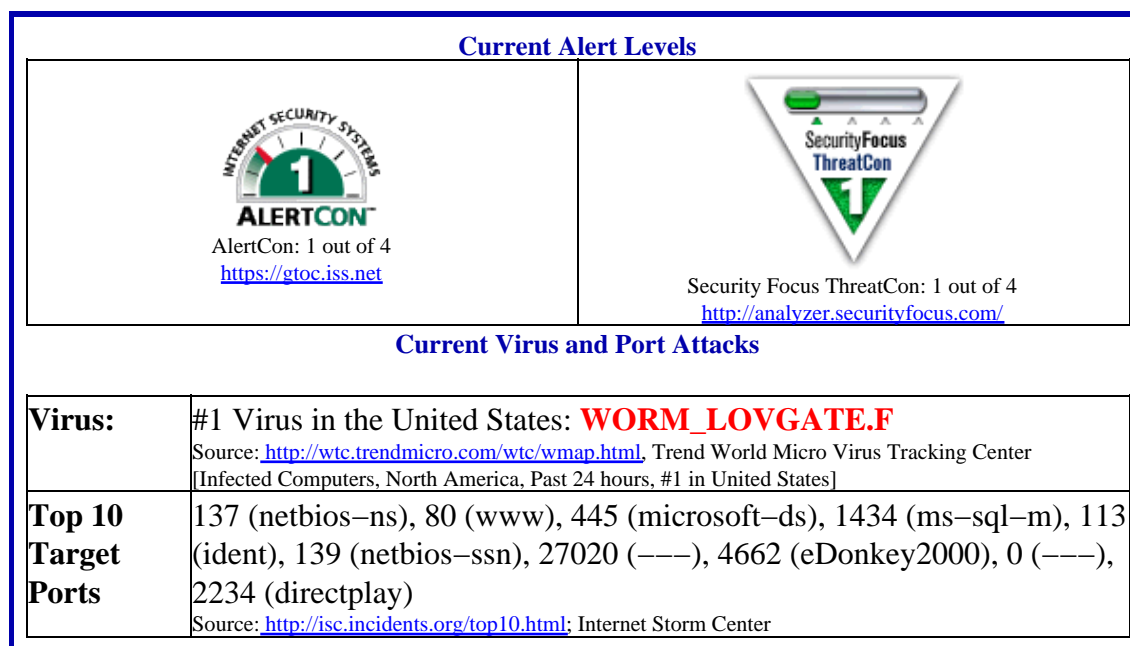 Current Alert Levels
INTERNET SECURITY SYSTEMS
1
ALERTCON™
AlertCon: 1 out of 4
https://gtoc.iss.net
SecurityFocus
ThreatCon
1
Security Focus ThreatCon: 1 out of 4
http://analyzer.securityfocus.com/
Current Virus and Port Attacks
Virus:
#1 Virus in the United States: WORM_LOVGATE.F
Source: http://wtc.trendmicro.com/wtc/wmap.html, Trend World Micro Virus Tracking Center
[Infected Computers, North America, Past 24 hours, #1 in United States]
Top 10
Target
Ports
137 (netbios−ns), 80 (www), 445 (microsoft−ds), 1434 (ms−sql−m), 113
(ident), 139 (netbios−ssn), 27020 (−−−), 4662 (eDonkey2000), 0 (−−−),
2234 (directplay)
Source: http://isc.incidents.org/top10.html; Internet Storm Center